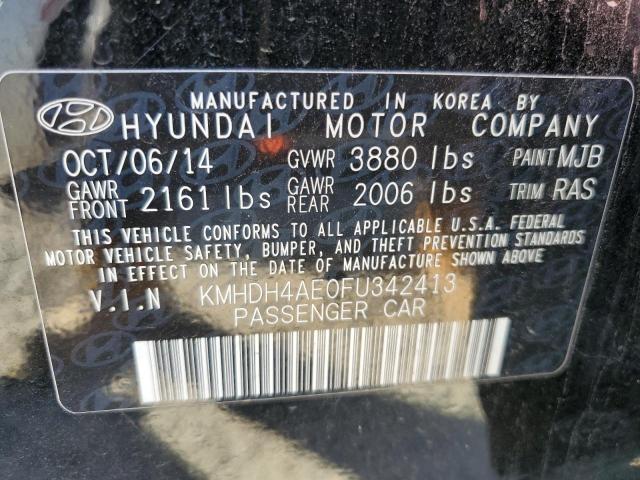 MANUFACTURED IN KOREA BY
HYUNDAI MOTOR COMPANY
OCT/06/14 GVWR 3880 lbs PAINT MJB
GAWR FRONT 2161 lbs GAWR REAR 2006 lbs TRIM RAS
THIS VEHICLE CONFORMS TO ALL APPLICABLE U.S.A. FEDERAL
MOTOR VEHICLE SAFETY, BUMPER, AND THEFT PREVENTION STANDARDS
IN EFFECT ON THE DATE OF MANUFACTURE SHOWN ABOVE.
V.I.N KMHDH4AE0FU342413
PASSENGER CAR